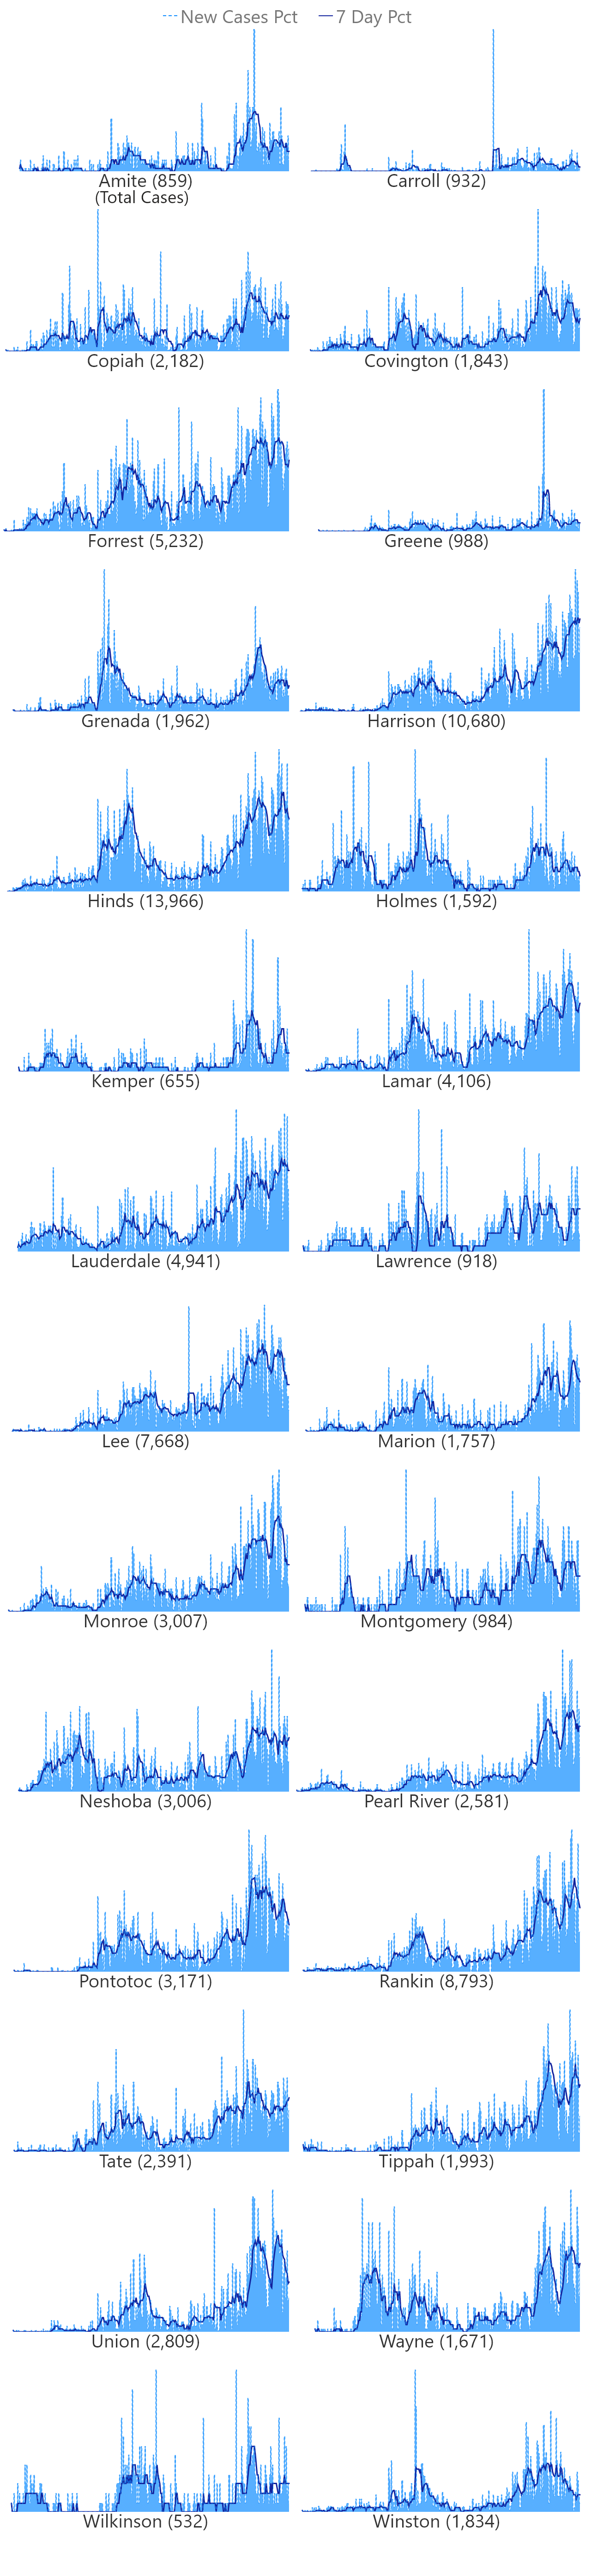 New Cases Pct 7 Day Pct
Amite (859) Carroll (932)
(Total Cases)
Copiah (2,182) Covington (1,843)
Forrest (5,232) Greene (988)
Grenada (1,962) Harrison (10,680)
Hinds (13,966) Holmes (1,592)
Kemper (655) Lamar (4,106)
Lauderdale (4,941) Lawrence (918)
Lee (7,668) Marion (1,757)
Monroe (3,007) Montgomery (984)
Neshoba (3,006) Pearl River (2,581)
Pontotoc (3,171) Rankin (8,793)
Tate (2,391) Tippah (1,993)
Union (2,809) Wayne (1,671)
Wilkinson (532) Winston (1,834)